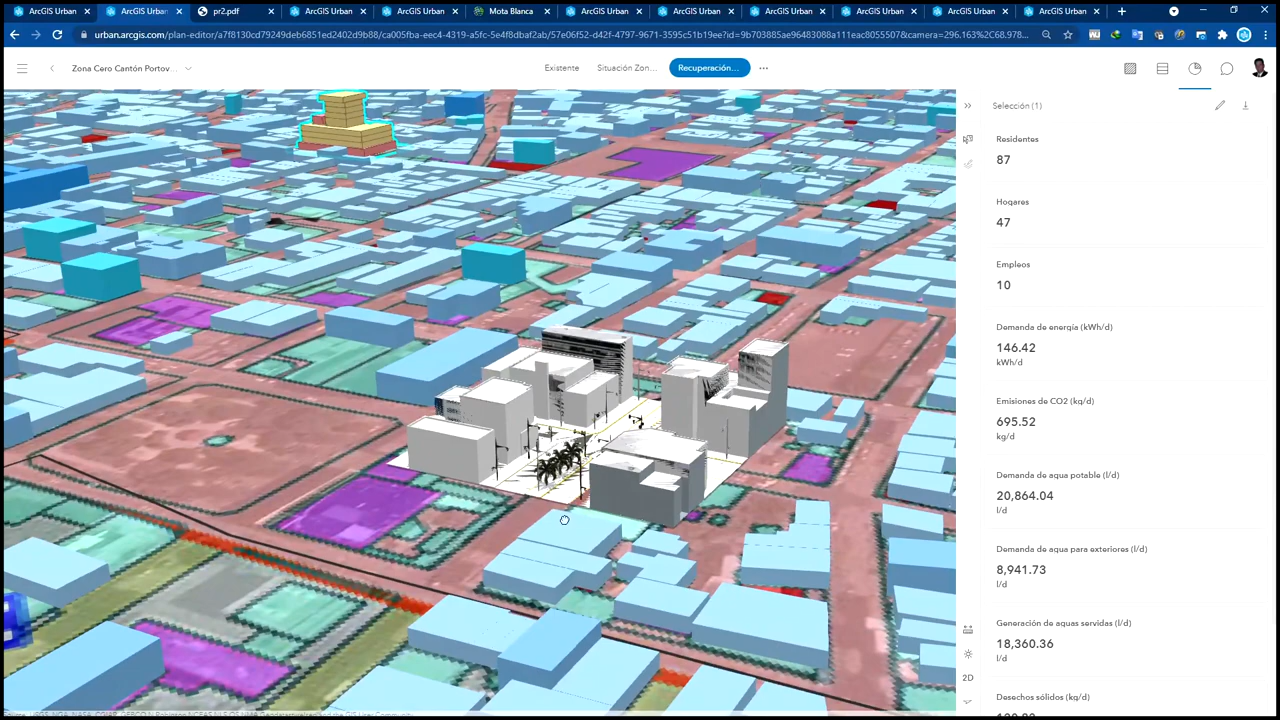 ArcGIS Urban
ArcGIS Urban
pr2.pdf
ArcGIS Urban
ArcGIS Urban
Mota Blanca
ArcGIS Urban
ArcGIS Urban
ArcGIS Urban
ArcGIS Urban
ArcGIS Urban
ArcGIS Urban
urban.arcgis.com/plan-editor/a7f8130cd79249deb6851ed2402d9b88/ca005fba-eec4-4319-a5fc-5e4f8dbaf2ab/57e06f52-d42f-4797-9671-3595c51b19ee?id=9b703885ae96483088a111eac8055507&camera=296.163%2C68.978...
Zona Cero Cantón Portov...
Existente
Situación Zon...
Recuperación...
Selección (1)
Residentes
87
Hogares
47
Empleos
10
Demanda de energía (kWh/d)
146.42
kWh/d
Emisiones de CO2 (kg/d)
695.52
kg/d
Demanda de agua potable (l/d)
20,864.04
l/d
Demanda de agua para exteriores (l/d)
8,941.73
l/d
Generación de aguas servidas (l/d)
18,360.36
l/d
2D
Desechos sólidos (kg/d)